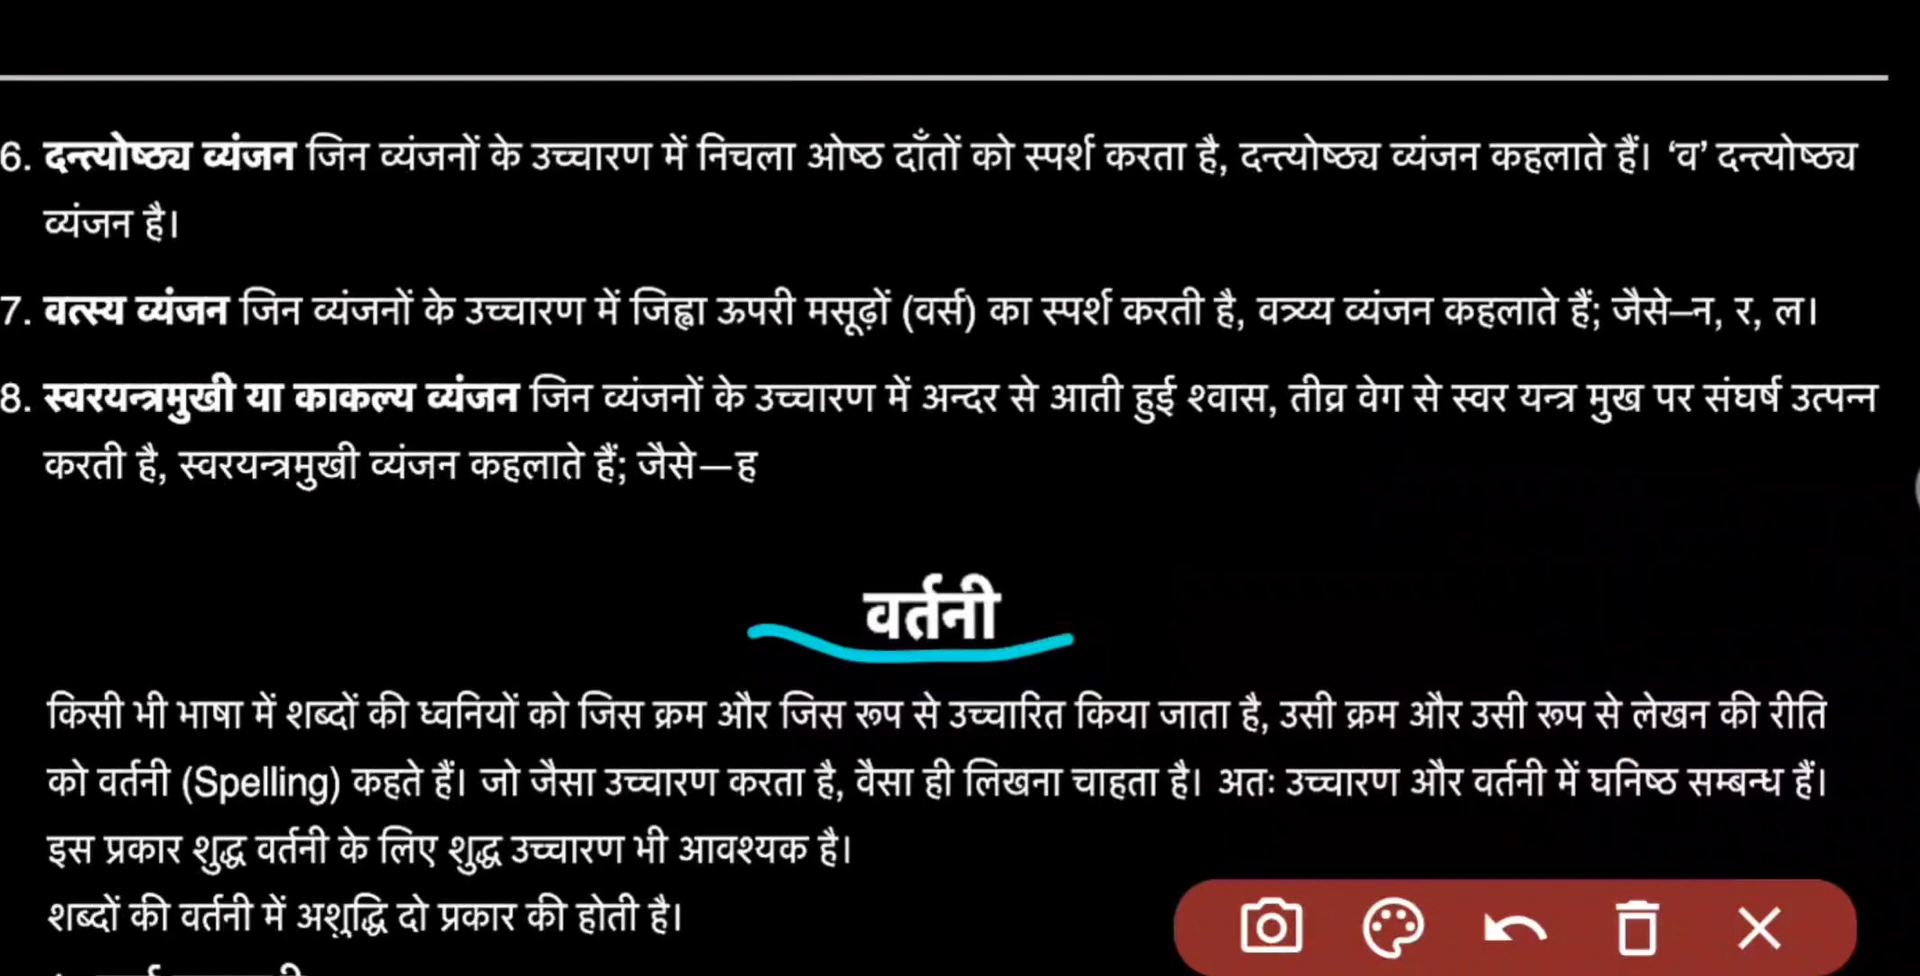 6. दन्त्योष्ठ्य व्यंजन जिन व्यंजनों के उच्चारण में निचला ओष्ठ दाँतों को स्पर्श करता है, दन्त्योष्ठ्य व्यंजन कहलाते हैं। ‘व’ दन्त्योष्ठ्य
व्यंजन है।
7. वत्स्य व्यंजन जिन व्यंजनों के उच्चारण में जिह्वा ऊपरी मसूढ़ों (वर्स) का स्पर्श करती है, वत्र्य्य व्यंजन कहलाते हैं; जैसे–न, र, ल।
8. स्वरयन्त्रमुखी या काकल्य व्यंजन जिन व्यंजनों के उच्चारण में अन्दर से आती हुई श्वास, तीव्र वेग से स्वर यन्त्र मुख पर संघर्ष उत्पन्न
करती है, स्वरयन्त्रमुखी व्यंजन कहलाते हैं; जैसे—ह
वर्तनी
किसी भी भाषा में शब्दों की ध्वनियों को जिस क्रम और जिस रूप से उच्चारित किया जाता है, उसी क्रम और उसी रूप से लेखन की रीति
को वर्तनी (Spelling) कहते हैं। जो जैसा उच्चारण करता है, वैसा ही लिखना चाहता है। अतः उच्चारण और वर्तनी में घनिष्ठ सम्बन्ध हैं।
इस प्रकार शुद्ध वर्तनी के लिए शुद्ध उच्चारण भी आवश्यक है।
शब्दों की वर्तनी में अशुद्धि दो प्रकार की होती है।